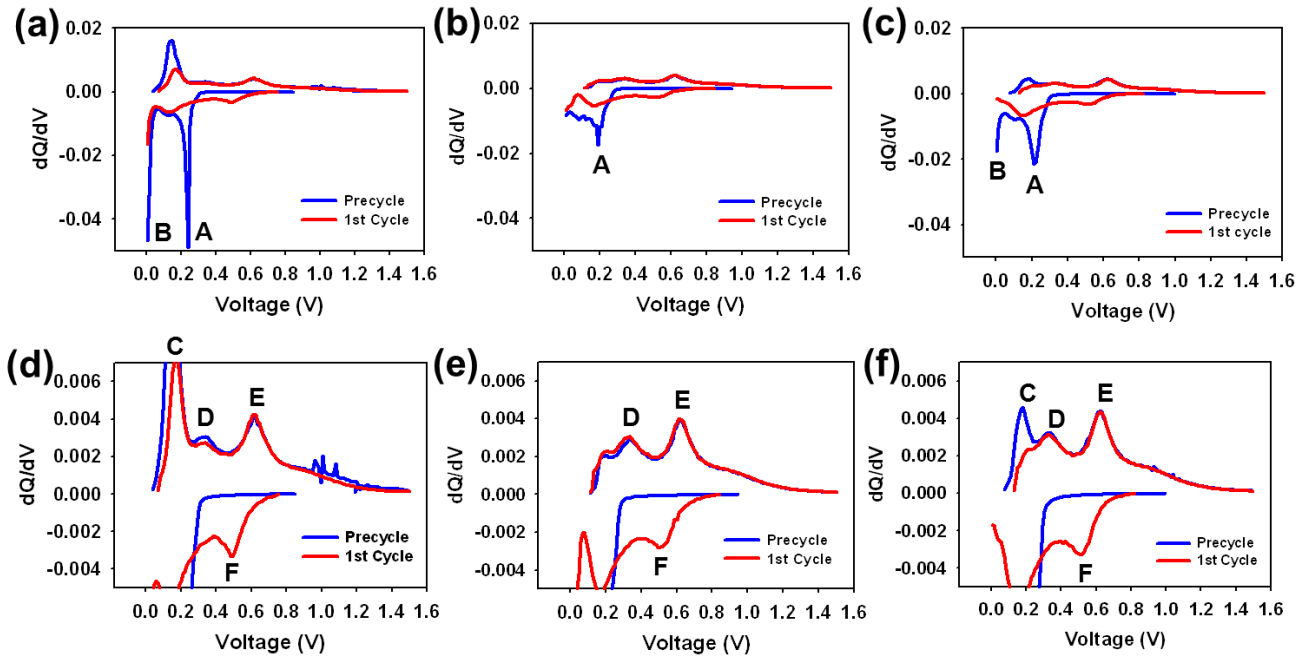 (a)
0.02
0.00
-0.02
-0.04
dQ/dV
B A
Precycle
1st Cycle
0.0 0.2 0.4 0.6 0.8 1.0 1.2 1.4 1.6
Voltage (V)
(b)
0.02
0.00
-0.02
-0.04
dQ/dV
A
Precycle
1st Cycle
0.0 0.2 0.4 0.6 0.8 1.0 1.2 1.4 1.6
Voltage (V)
(c)
0.02
0.00
-0.02
-0.04
dQ/dV
B A
Precycle
1st cycle
0.0 0.2 0.4 0.6 0.8 1.0 1.2 1.4 1.6
Voltage (V)
(d)
C
0.006
0.004
0.002
0.000
-0.002
-0.004
dQ/dV
D E
F
Precycle
1st Cycle
0.0 0.2 0.4 0.6 0.8 1.0 1.2 1.4 1.6
Voltage (V)
(e)
0.006
0.004
0.002
0.000
-0.002
-0.004
dQ/dV
D E
F
Precycle
1st Cycle
0.0 0.2 0.4 0.6 0.8 1.0 1.2 1.4 1.6
Voltage (V)
(f)
0.006
0.004
0.002
0.000
-0.002
-0.004
dQ/dV
C D E
F
Precycle
1st Cycle
0.0 0.2 0.4 0.6 0.8 1.0 1.2 1.4 1.6
Voltage (V)